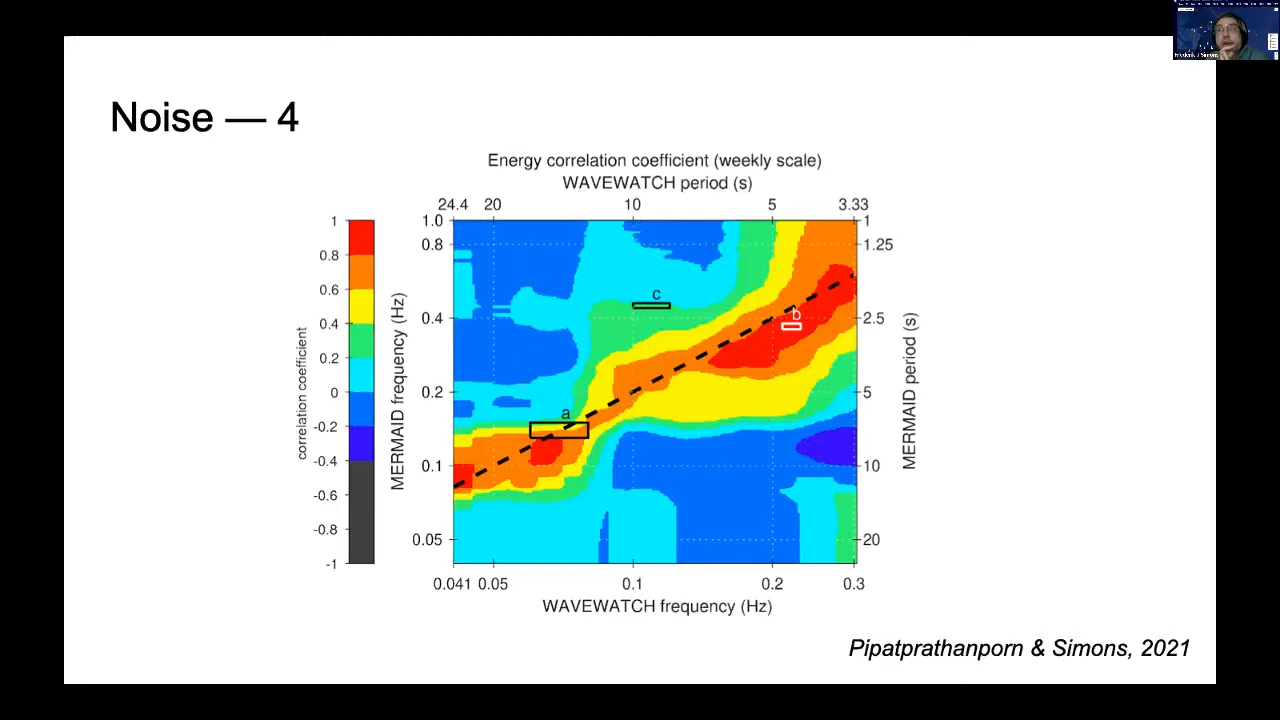 Frederik J Simons
Noise — 4
Energy correlation coefficient (weekly scale)
WAVEWATCH period (s)
24.4 20 10 5 3.33
correlation coefficient
1
0.8
0.6
0.4
0.2
0
-0.2
-0.4
-0.6
-0.8
-1
MERMAID frequency (Hz)
1.0
0.8
0.4
0.2
0.1
0.05
a
b
c
1
1.25
2.5
5
10
20
MERMAID period (s)
0.041 0.05 0.1 0.2 0.3
WAVEWATCH frequency (Hz)
Pipatprathanporn & Simons, 2021